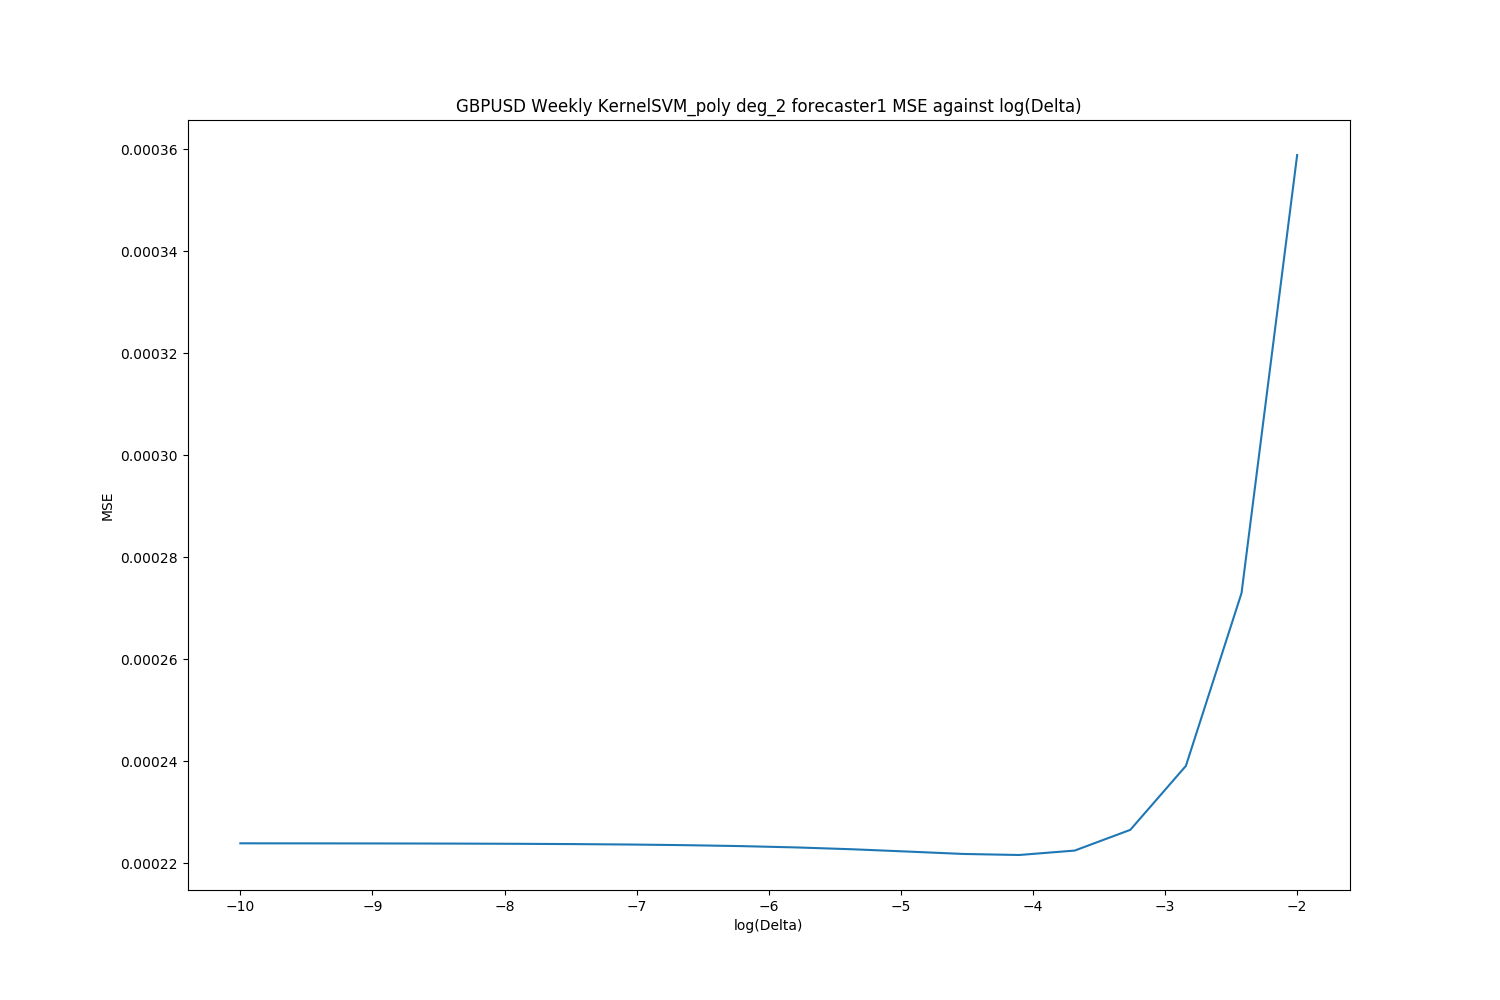 GBPUSD Weekly KernelSVM_poly deg_2 forecaster1 MSE against log(Delta)
0.00036
0.00034
0.00032
0.00030
MSE
0.00028
0.00026
0.00024
0.00022
−10 −9 −8 −7 −6 −5 −4 −3 −2
log(Delta)